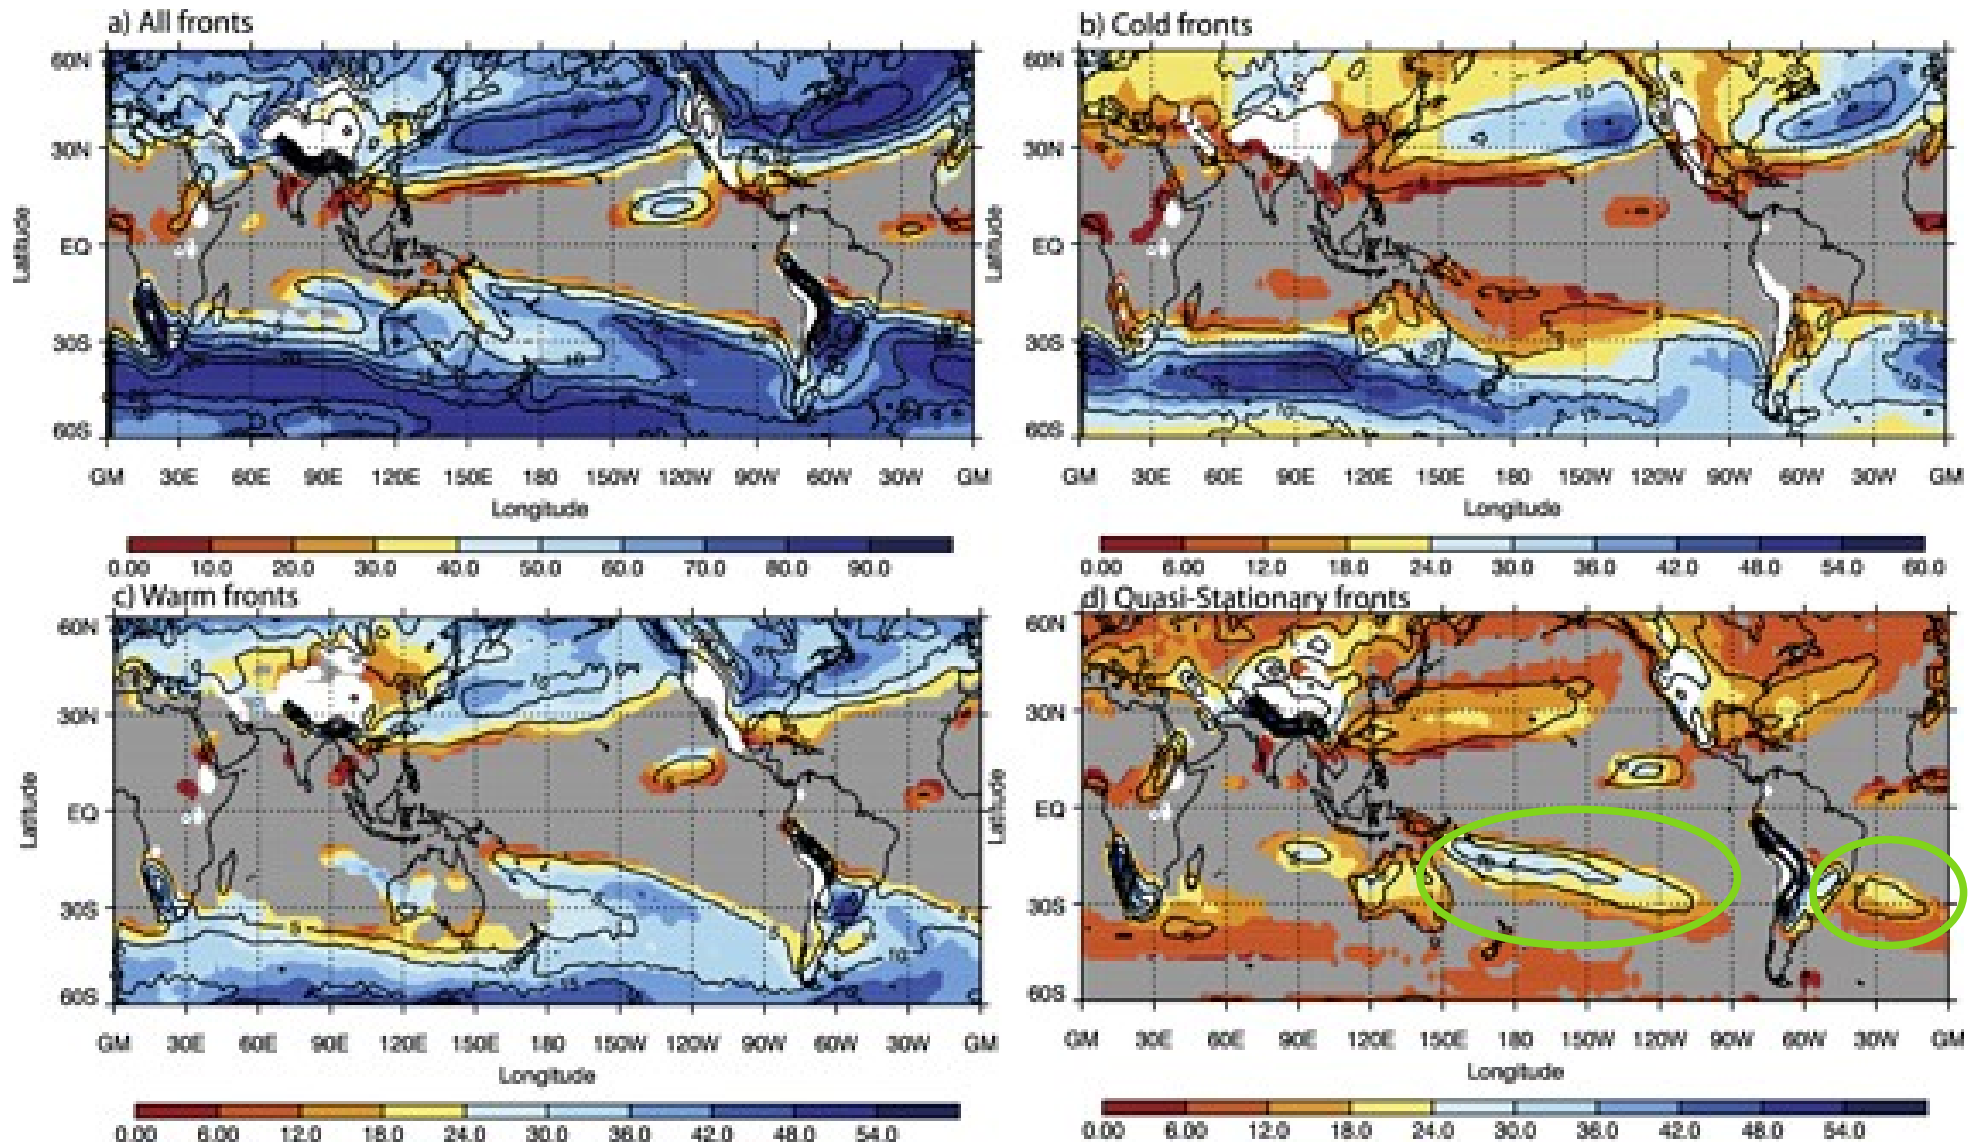 a) All fronts
60N
30N
EQ
30S
60S
Latitude
GM 30E 60E 90E 120E 150E 180 150W 120W 90W 60W 30W GM
Longitude
0.00 10.0 20.0 30.0 40.0 50.0 60.0 70.0 80.0 90.0
b) Cold fronts
60N
30N
EQ
30S
60S
Latitude
GM 30E 60E 90E 120E 150E 180 150W 120W 90W 60W 30W GM
Longitude
0.00 6.00 12.0 18.0 24.0 30.0 36.0 42.0 48.0 54.0 60.0
c) Warm fronts
60N
30N
EQ
30S
60S
Latitude
GM 30E 60E 90E 120E 150E 180 150W 120W 90W 60W 30W GM
Longitude
0.00 6.00 12.0 18.0 24.0 30.0 36.0 42.0 48.0 54.0
d) Quasi-Stationary fronts
60N
30N
EQ
30S
60S
Latitude
GM 30E 60E 90E 120E 150E 180 150W 120W 90W 60W 30W GM
Longitude
0.00 6.00 12.0 18.0 24.0 30.0 36.0 42.0 48.0 54.0